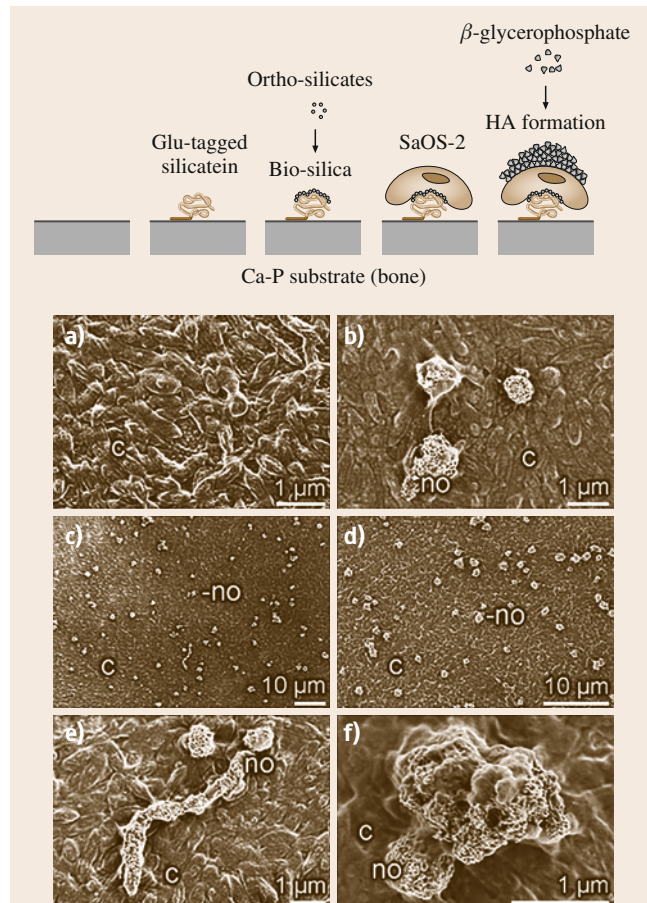 β-glycerophosphate
Ortho-silicates
HA formation
Glu-tagged
silicatein
SaOS-2
Bio-silica
Ca-P substrate (bone)
a)
c
1 µm
b)
no
c
1 µm
c)
-no
c
10 µm
d)
-no
c
10 µm
e)
no
c
1 µm
f)
c
no
1 µm